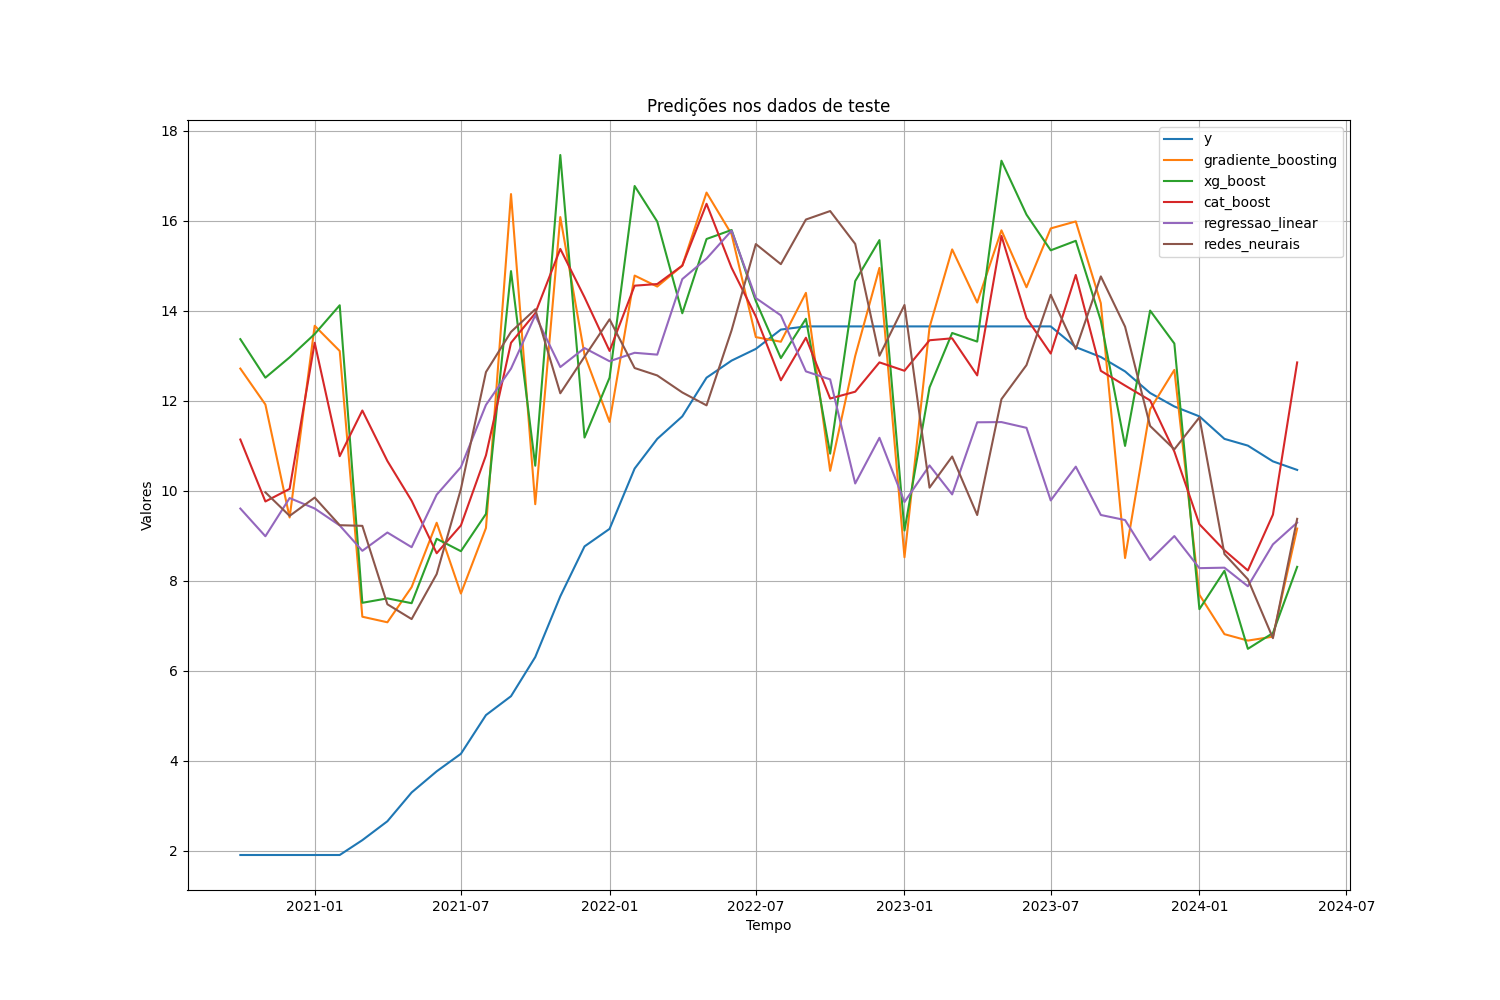 Predições nos dados de teste
y
gradiente_boosting
xg_boost
cat_boost
regressao_linear
redes_neurais
Valores
18
16
14
12
10
8
6
4
2
2021-01
2021-07
2022-01
2022-07
2023-01
2023-07
2024-01
2024-07
Tempo